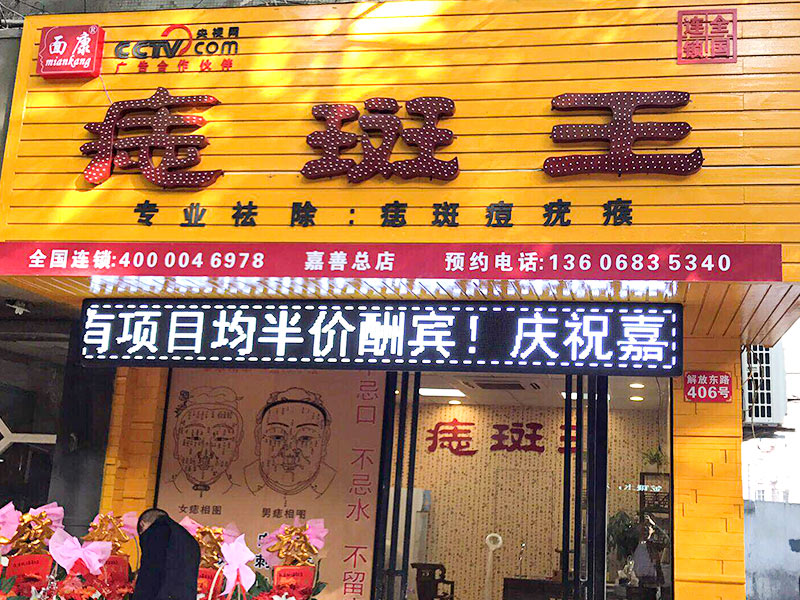 面康®
miankang
央视网
CCTV.com
广告合作伙伴
全国
连锁
痣斑王
专业祛除:痣斑痘疣瘊
全国连锁:400 004 6978 嘉善总店 预约电话:136 0683 5340
有项目均半价酬宾！庆祝嘉
解放东路
406号
不忌口 不忌水 不留
痣斑王
女痣相图
男痣相图